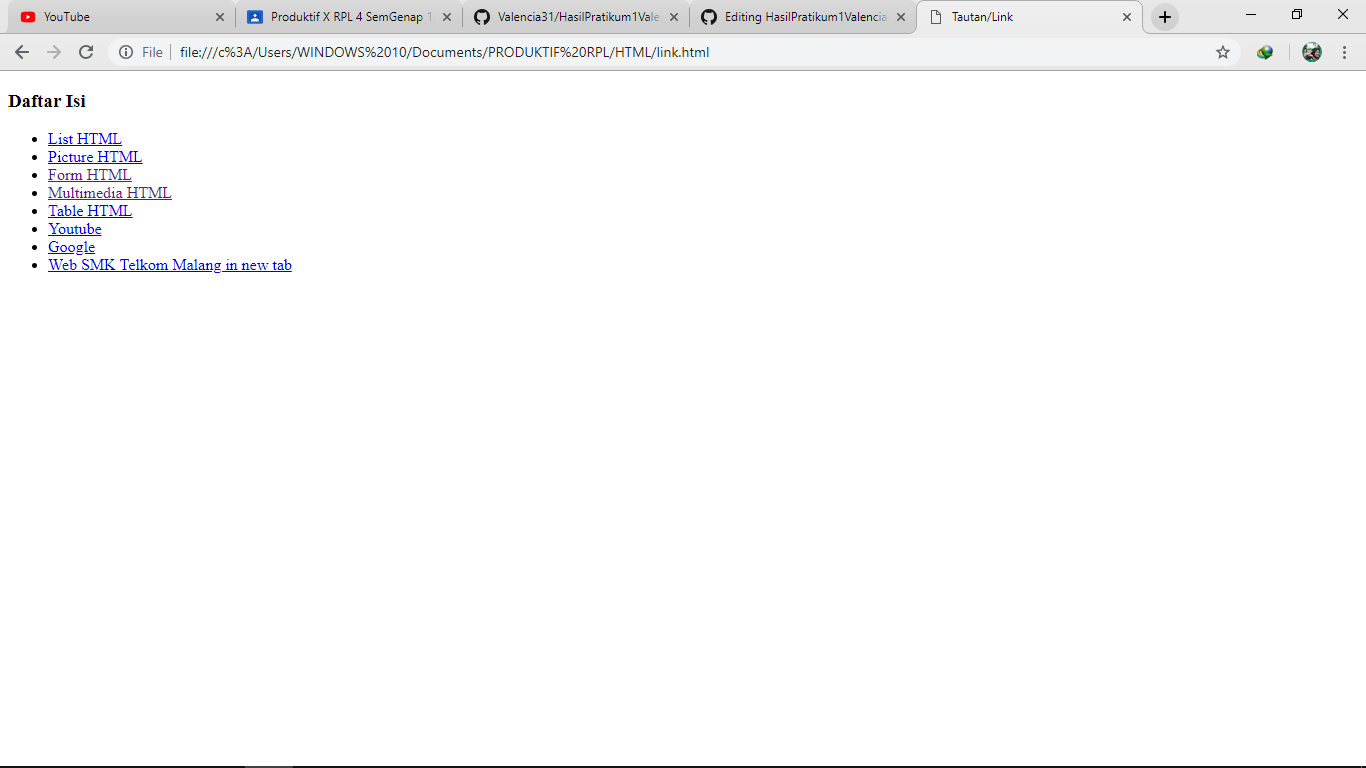 YouTube
Produktif X RPL 4 SemGenap 1
Valencia31/HasilPratikum1Vale
Editing HasilPratikum1Valencia
Tautan/Link
File
file:///c%3A/Users/WINDOWS%2010/Documents/PRODUKTIF%20RPL/HTML/link.html
Daftar Isi
• List HTML
• Picture HTML
• Form HTML
• Multimedia HTML
• Table HTML
• Youtube
• Google
• Web SMK Telkom Malang in new tab